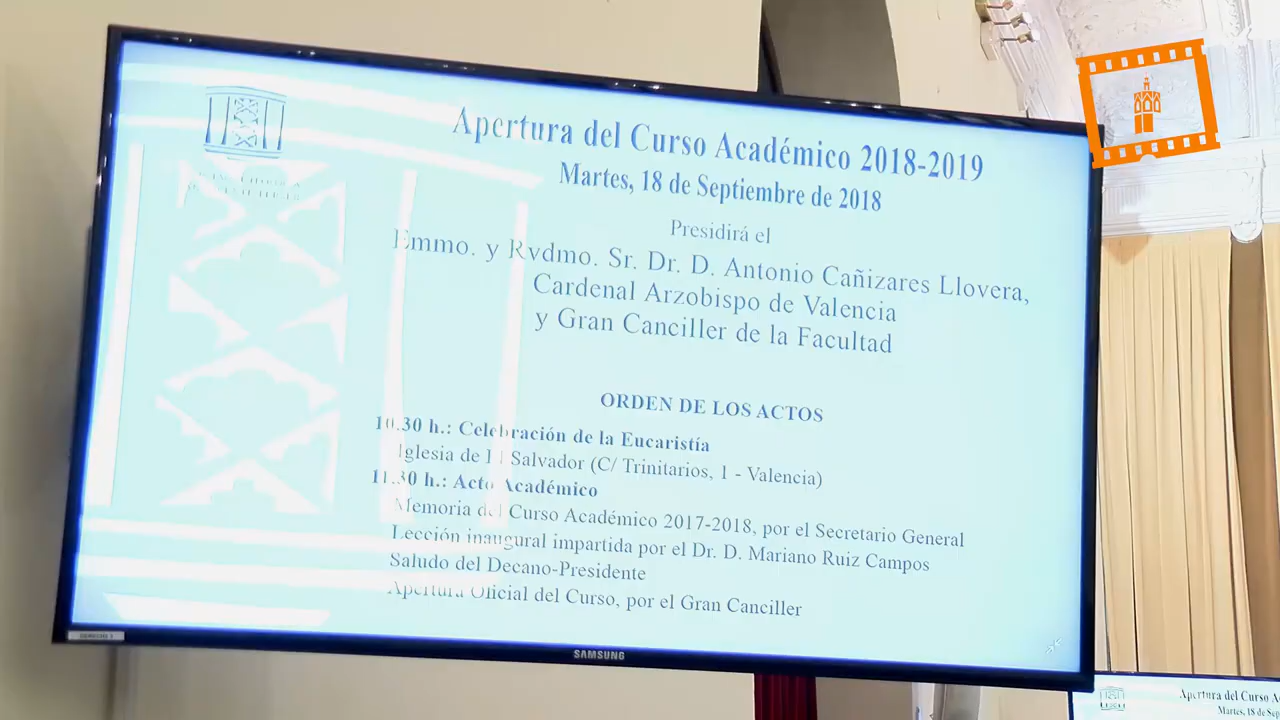 Apertura del Curso Académico 2018-2019
Martes, 18 de Septiembre de 2018
Presidirá el
Emmo. y Rvdmo. Sr. Dr. D. Antonio Cañizares Llovera,
Cardenal Arzobispo de Valencia
y Gran Canciller de la Facultad
ORDEN DE LOS ACTOS
10.30 h.: Celebración de la Eucaristía
Iglesia de El Salvador (C/ Trinitarios, 1 - Valencia)
11.30 h.: Acto Académico
Memoria del Curso Académico 2017-2018, por el Secretario General
Lección inaugural impartida por el Dr. D. Mariano Ruiz Campos
Saludo del Decano-Presidente
Apertura Oficial del Curso, por el Gran Canciller
SAMSUNG
Apertura del Curso A
Martes, 18 de Sep